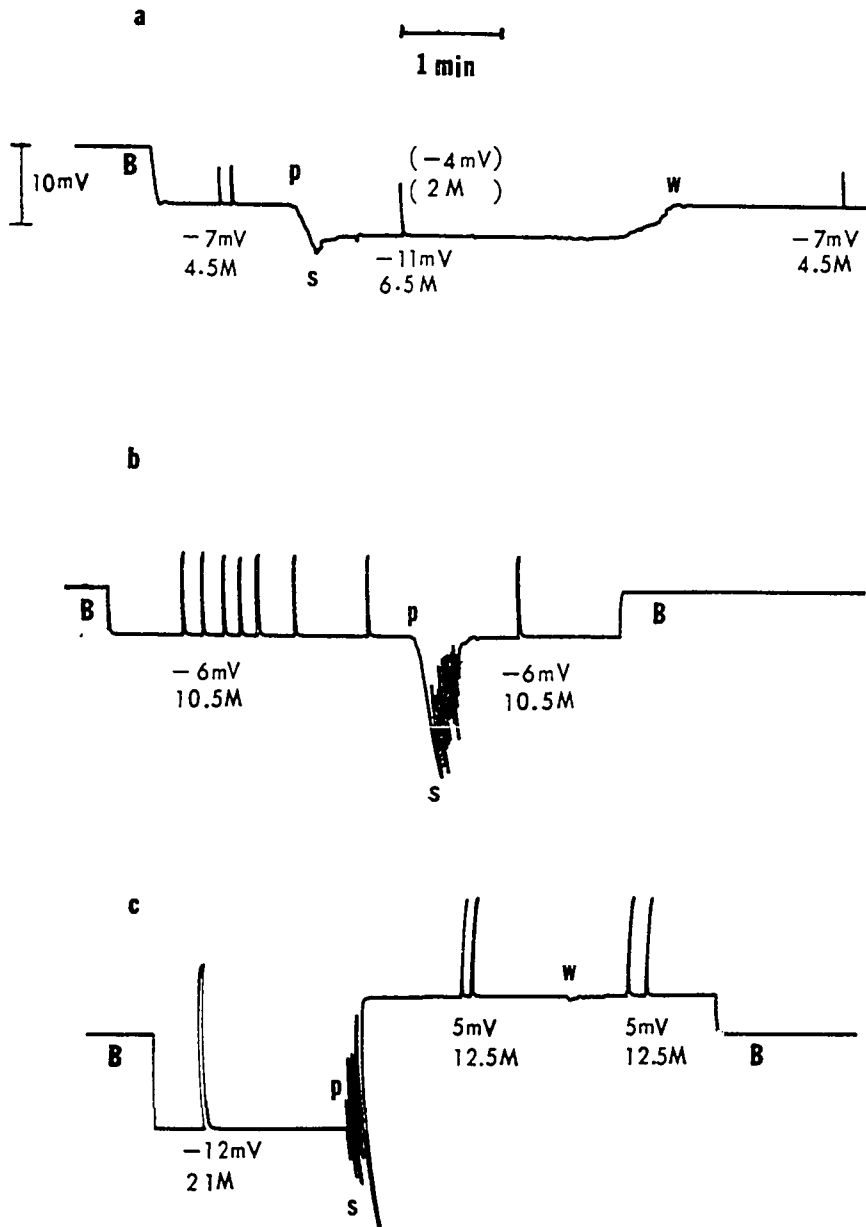 a
1 min
10mV
B
p
(-4mV)
(2M)
w
-7mV
4.5M
s
-11mV
6.5M
-7mV
4.5M
b
B
p
B
-6mV
10.5M
-6mV
10.5M
s
c
B
p
w
5mV
12.5M
5mV
12.5M
B
-12mV
21M
s